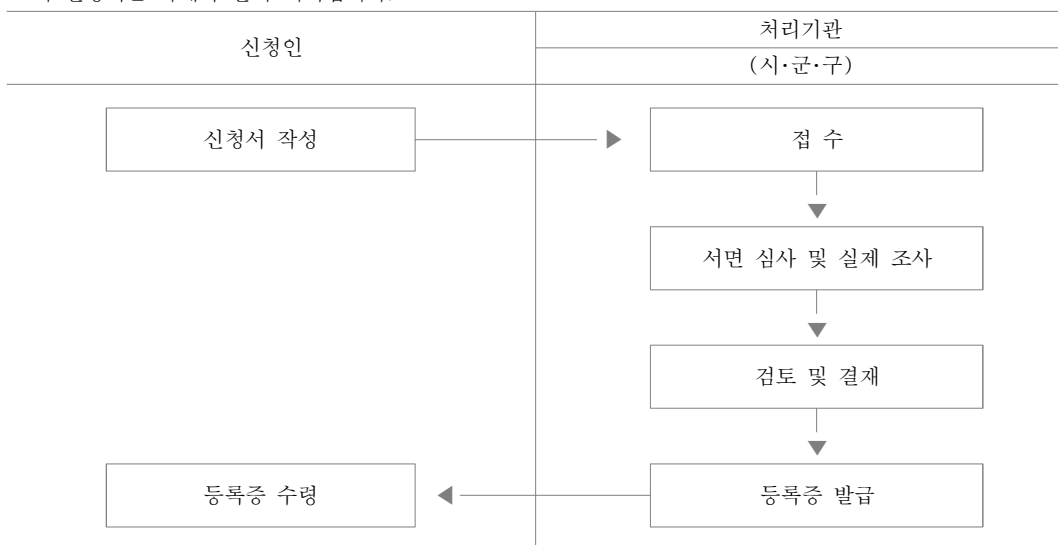 신청인
처리기관
(시·군·구)
신청서 작성
접 수
서면 심사 및 실제 조사
검토 및 결재
등록증 수령
등록증 발급